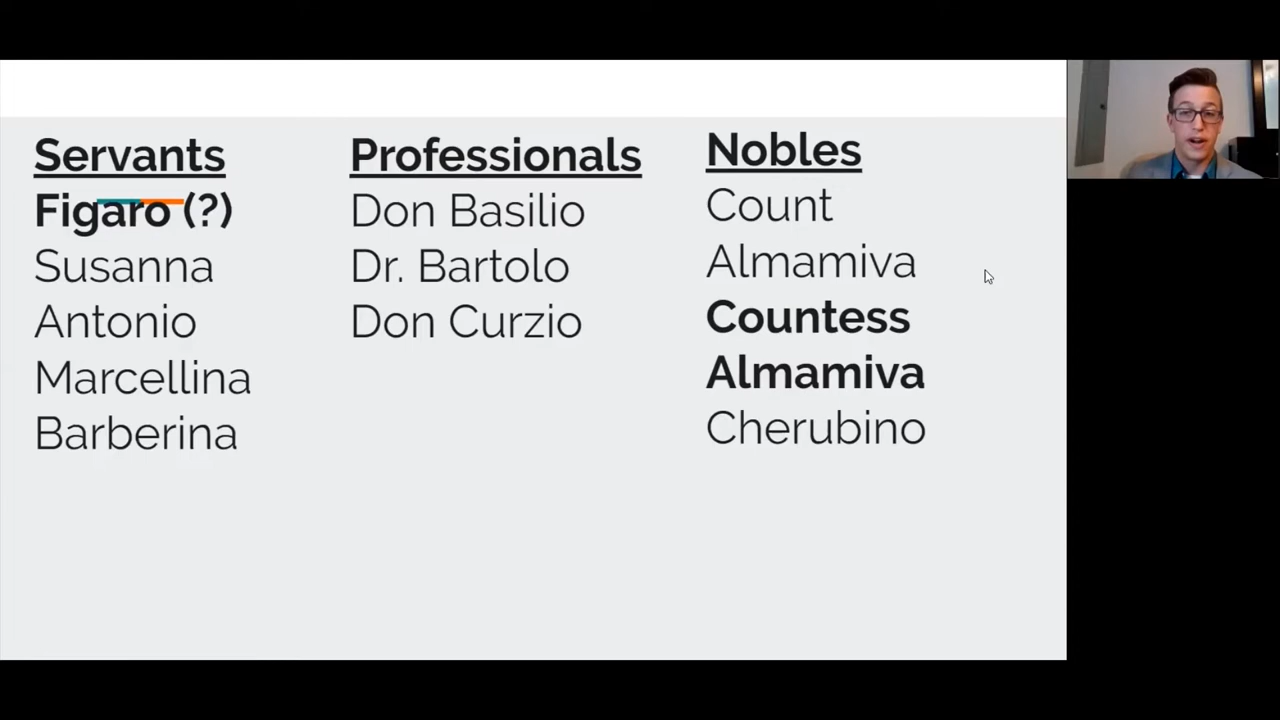 Servants
Figaro (?)
Susanna
Antonio
Marcellina
Barberina
Professionals
Don Basilio
Dr. Bartolo
Don Curzio
Nobles
Count
Almamiva
Countess
Almamiva
Cherubino